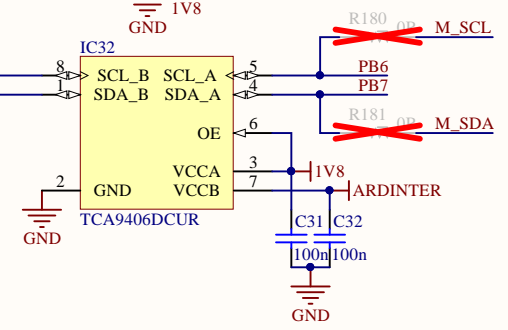 1V8
GND
R180
0R
M_SCL
IC32
8
SCL_B
SCL_A
5
PB6
1
SDA_B
SDA_A
4
PB7
R181
0R
M_SDA
OE
6
VCCA
3
1V8
2
GND
VCCB
7
ARDINTER
TCA9406DCUR
C31
C32
GND
100n
100n
GND